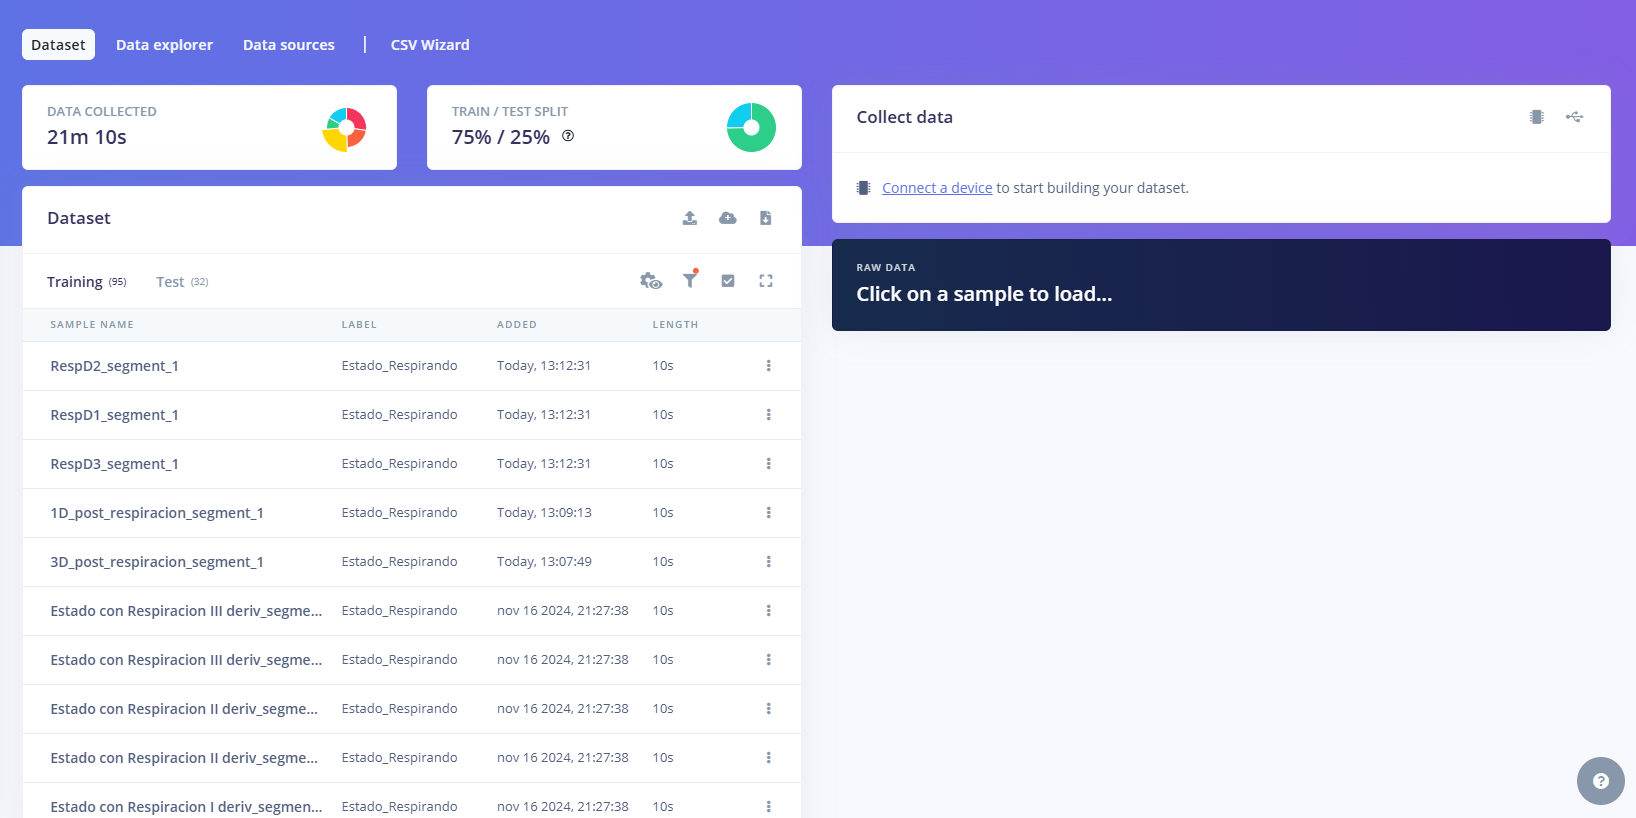 Dataset Data explorer Data sources | CSV Wizard
DATA COLLECTED
21m 10s
TRAIN / TEST SPLIT
75% / 25%
Collect data
Connect a device to start building your dataset.
RAW DATA
Click on a sample to load...
Dataset
Training (95) Test (32)
SAMPLE NAME LABEL ADDED LENGTH
RespD2_segment_1 Estado_Respirando Today, 13:12:31 10s
RespD1_segment_1 Estado_Respirando Today, 13:12:31 10s
RespD3_segment_1 Estado_Respirando Today, 13:12:31 10s
1D_post_respiracion_segment_1 Estado_Respirando Today, 13:09:13 10s
3D_post_respiracion_segment_1 Estado_Respirando Today, 13:07:49 10s
Estado con Respiracion III deriv_segme... Estado_Respirando nov 16 2024, 21:27:38 10s
Estado con Respiracion III deriv_segme... Estado_Respirando nov 16 2024, 21:27:38 10s
Estado con Respiracion II deriv_segme... Estado_Respirando nov 16 2024, 21:27:38 10s
Estado con Respiracion II deriv_segme... Estado_Respirando nov 16 2024, 21:27:38 10s
Estado con Respiracion I deriv_segmen... Estado_Respirando nov 16 2024, 21:27:38 10s